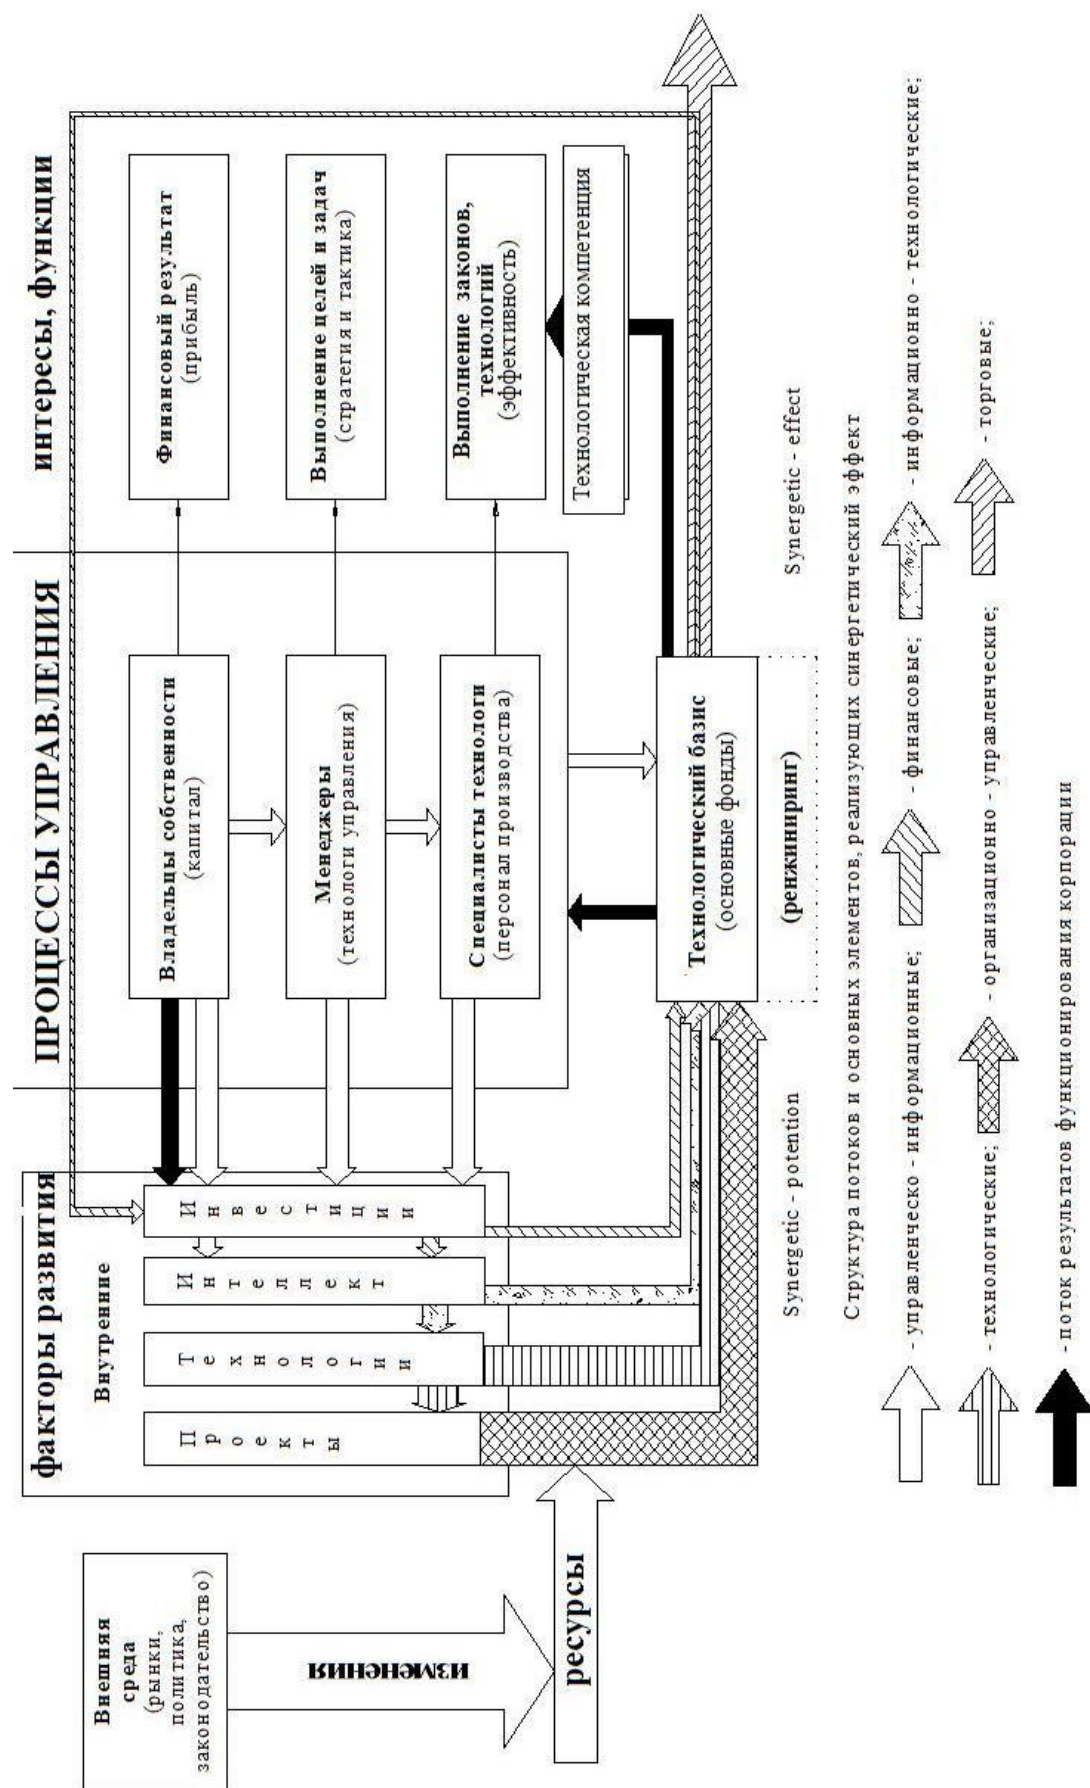 факторы развития
ПРОЦЕССЫ УПРАВЛЕНИЯ
интересы, функции
Внешняя
среда
(рынки,
политика,
законодательство)
изменения
ресурсы
Внутренние
Проекты
Технологии
Интеллект
Инвестиции
Владельцы собственности
(капитал)
Менеджеры
(технологи управления)
Специалисты технологи
(персонал производства)
Технологический базис
(основные фонды)
(ренжиниринг)
Финансовый результат
(прибыль)
Выполнение целей и задач
(стратегия и тактика)
Выполнение законов,
технологий
(эффективность)
Технологическая компетенция
Synergetic - potention
Synergetic - effect
Структура потоков и основных элементов, реализующих синергетический эффект
- управленческо - информационные;
- финансовые;
- информационно - технологические;
- технологические;
- организационно - управленческие;
- торговые;
- поток результатов функционирования корпорации